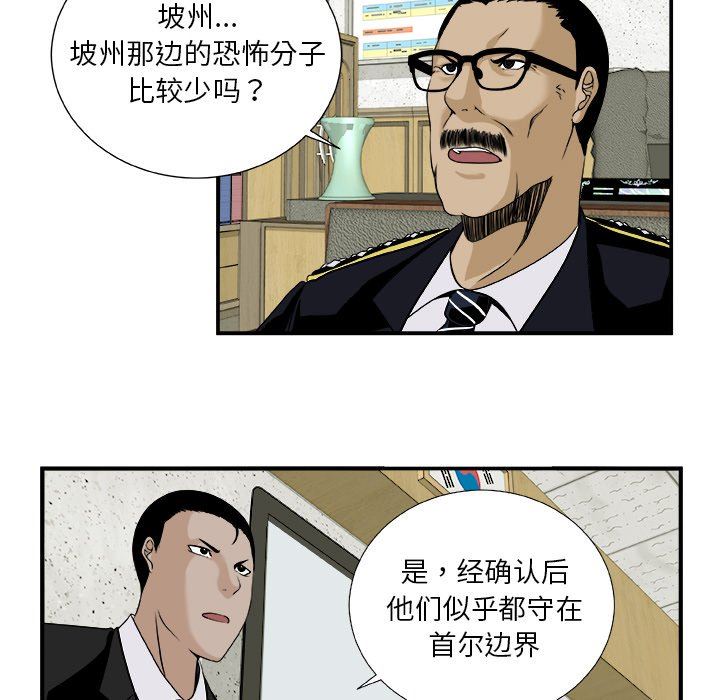 坡州...
坡州那边的恐怖分子
比较少吗？
是，经确认后
他们似乎都守在
首尔边界